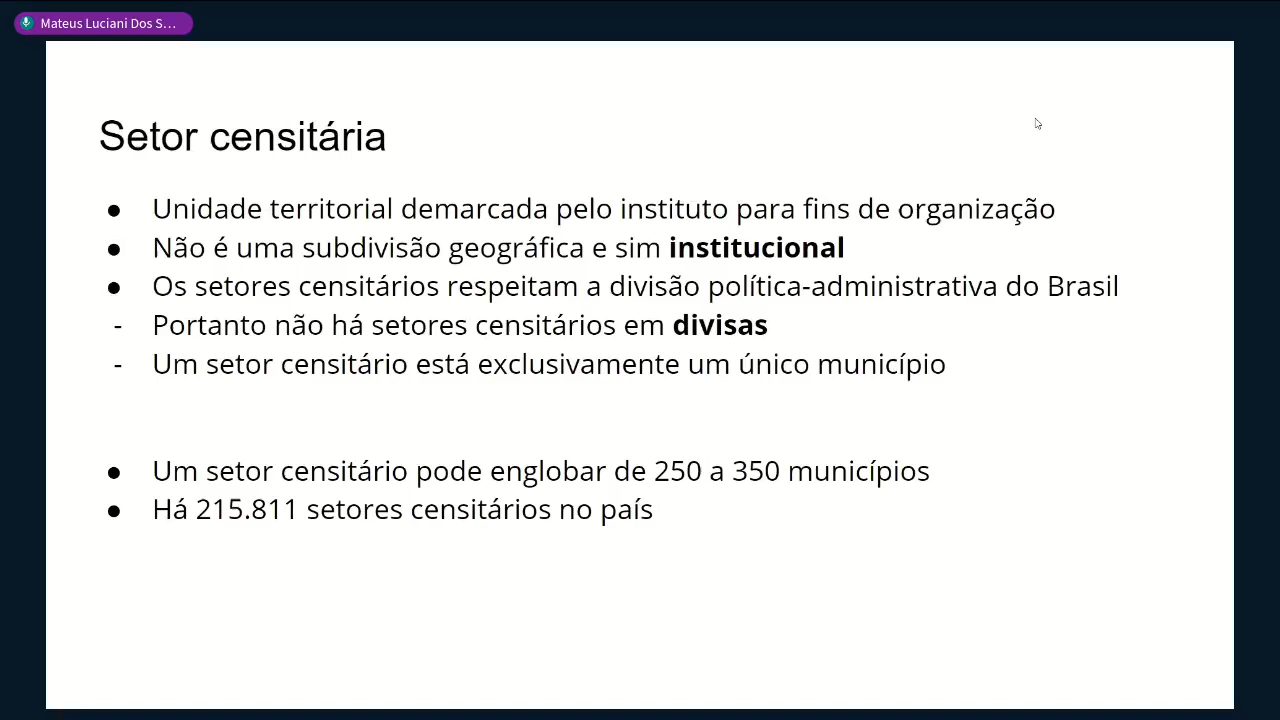 Mateus Luciani Dos S...
Setor censitária
● Unidade territorial demarcada pelo instituto para fins de organização
● Não é uma subdivisão geográfica e sim institucional
● Os setores censitários respeitam a divisão política-administrativa do Brasil
- Portanto não há setores censitários em divisas
- Um setor censitário está exclusivamente um único município
● Um setor censitário pode englobar de 250 a 350 municípios
● Há 215.811 setores censitários no país